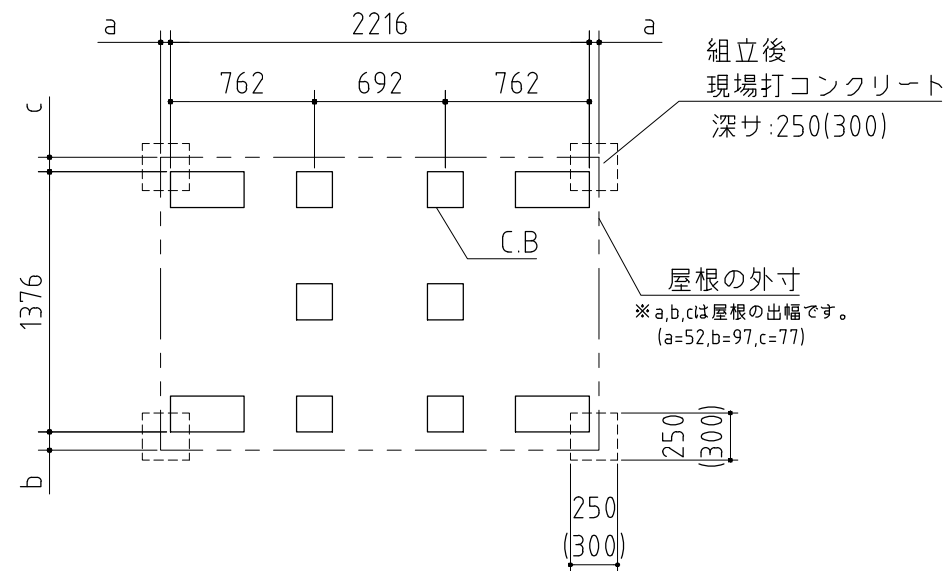 a
2216
a
762
692
762
組立後
現場打コンクリート
深サ:250(300)
c
C.B
1376
屋根の外寸
※a,b,cは屋根の出幅です。
(a=52,b=97,c=77)
250
(300)
b
250
(300)